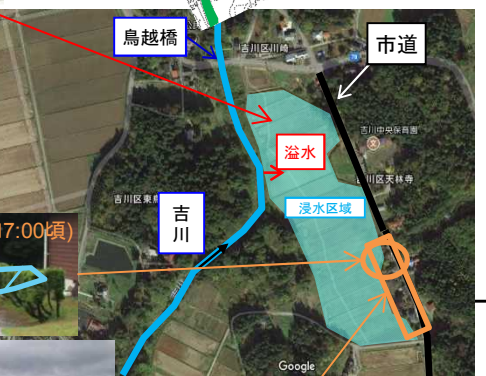 鳥越橋
吉川区川崎
市道
78
吉川中央保育園
溢水
吉川区天林寺
吉川区東鳥
浸水区域
吉川
7:00頃)
Google